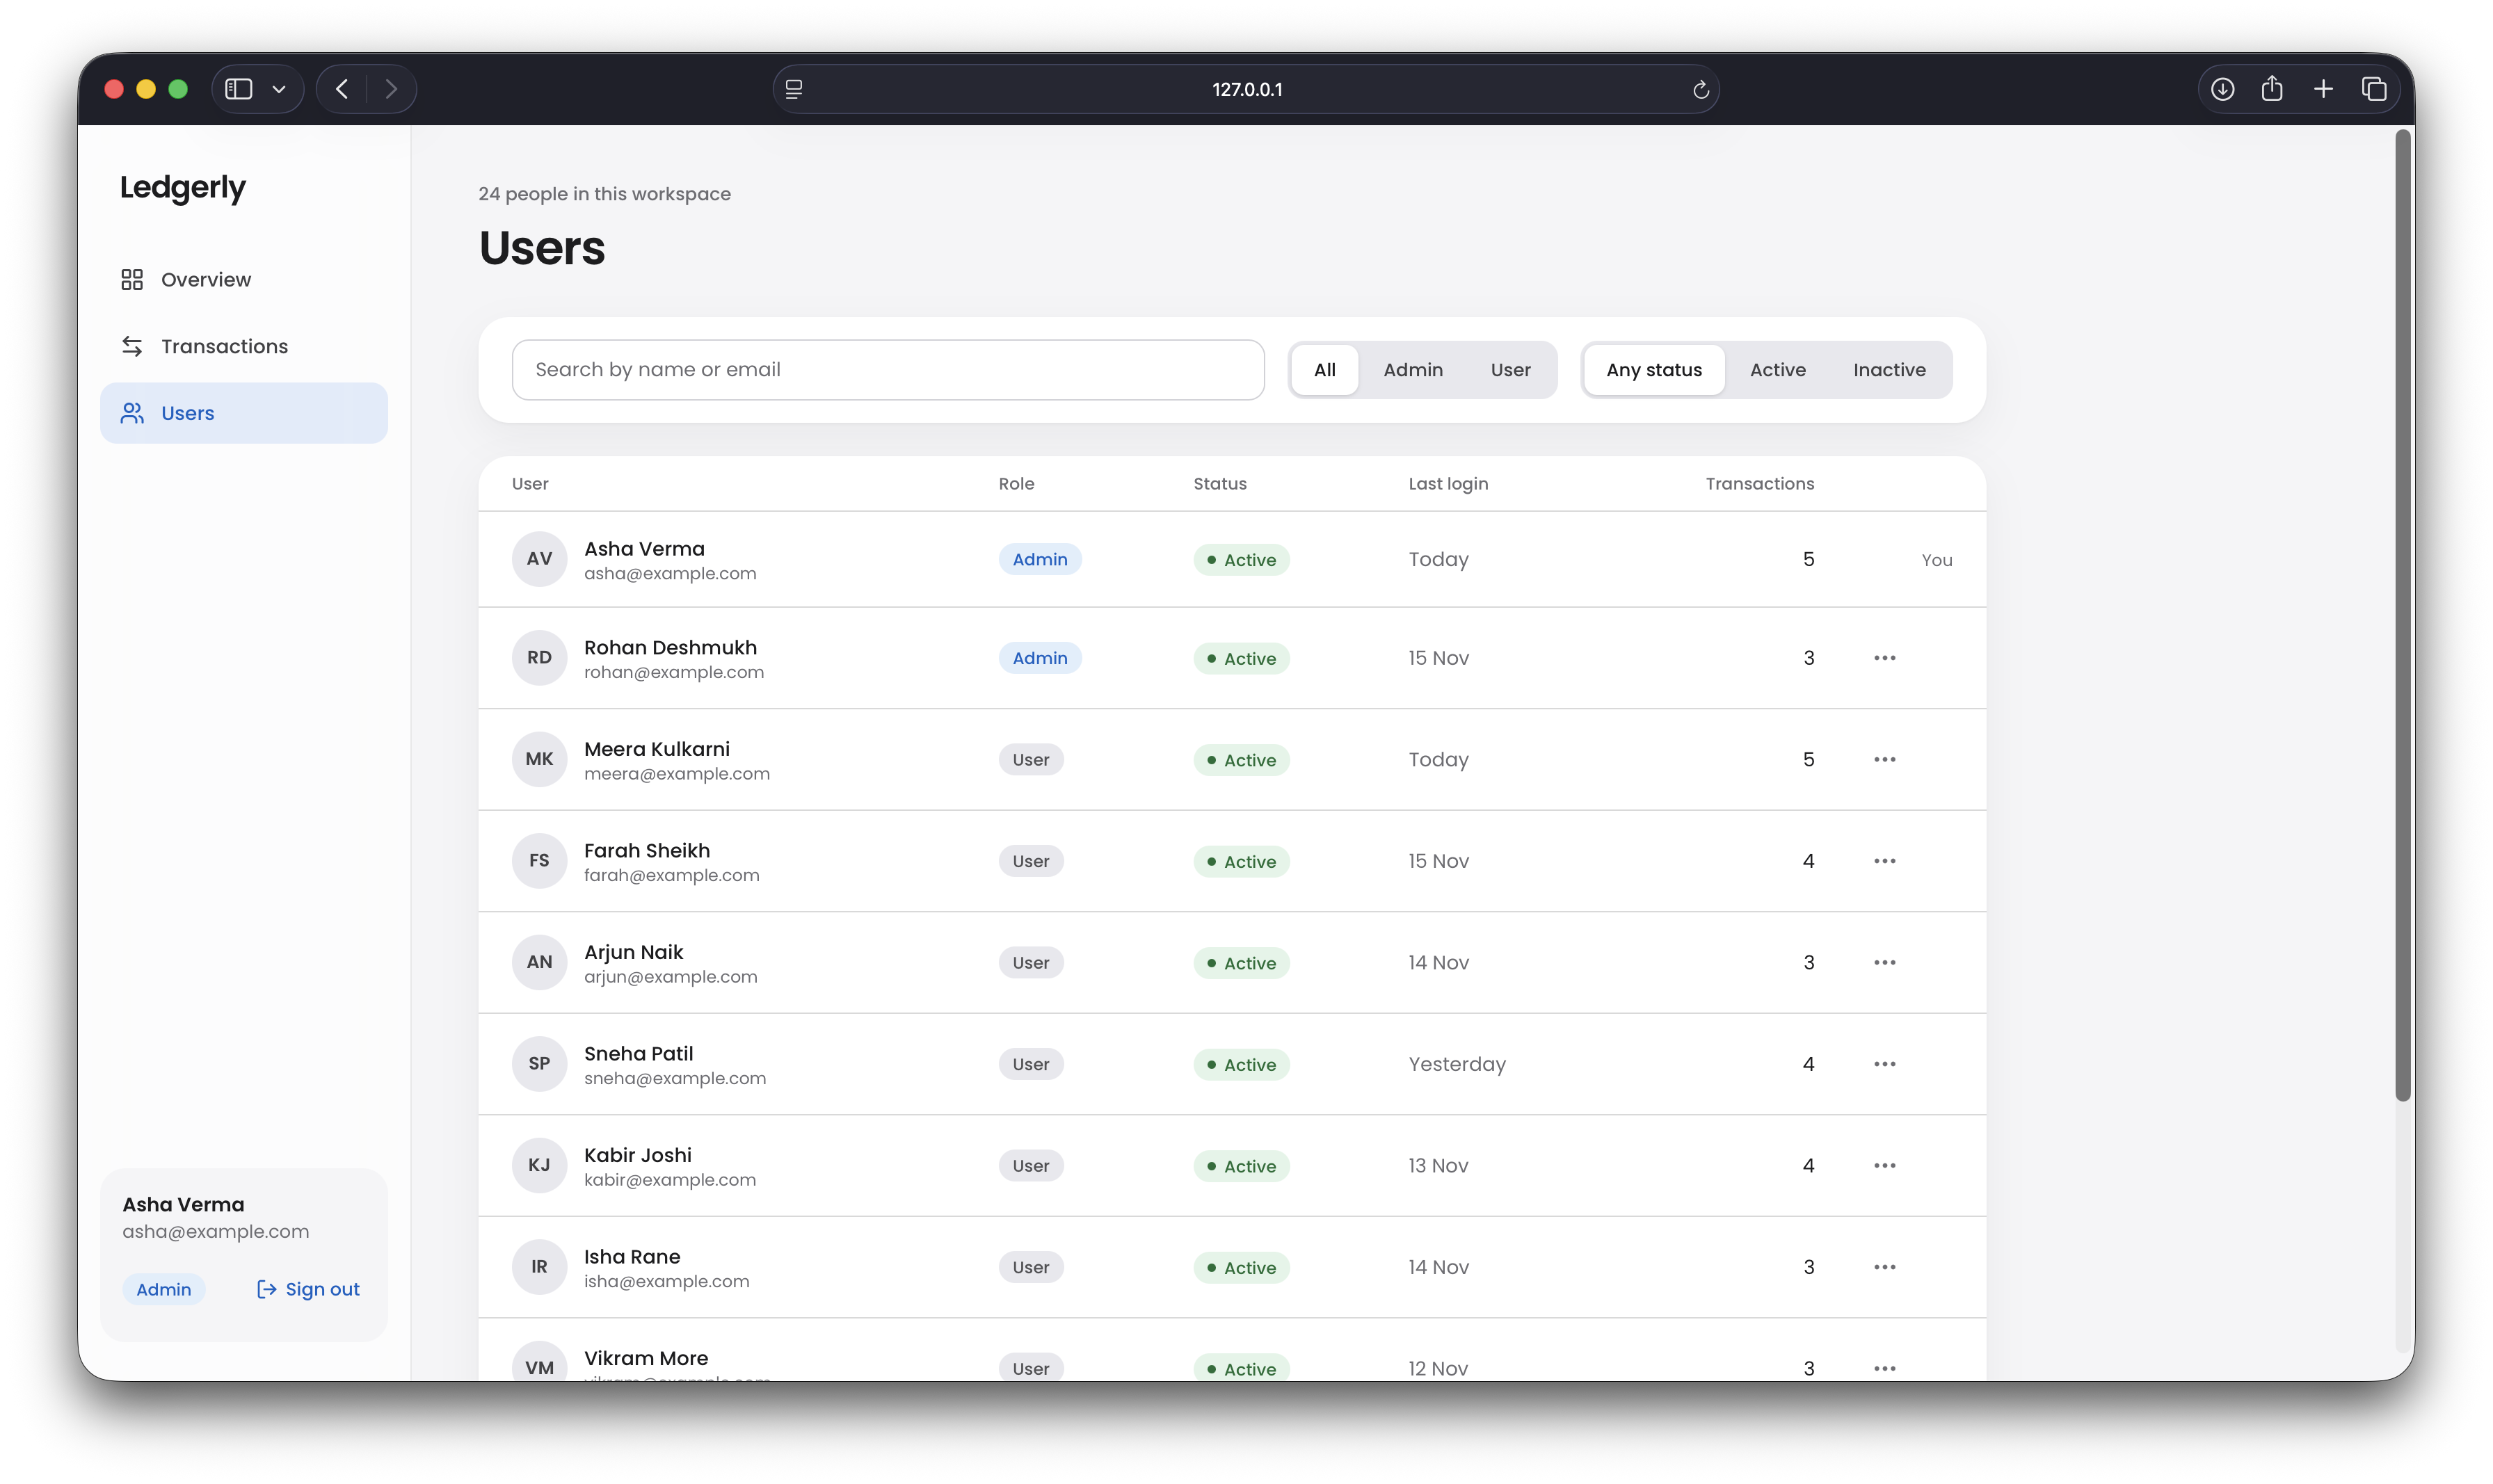 127.0.0.1
Ledgerly
Overview
Transactions
Users
Asha Verma
asha@example.com
Admin Sign out
24 people in this workspace
Users
Search by name or email All Admin User Any status Active Inactive
User Role Status Last login Transactions
AV Asha Verma Admin Active Today 5 You
asha@example.com
RD Rohan Deshmukh Admin Active 15 Nov 3
rohan@example.com
MK Meera Kulkarni User Active Today 5
meera@example.com
FS Farah Sheikh User Active 15 Nov 4
farah@example.com
AN Arjun Naik User Active 14 Nov 3
arjun@example.com
SP Sneha Patil User Active Yesterday 4
sneha@example.com
KJ Kabir Joshi User Active 13 Nov 4
kabir@example.com
IR Isha Rane User Active 14 Nov 3
isha@example.com
VM Vikram More User Active 12 Nov 3